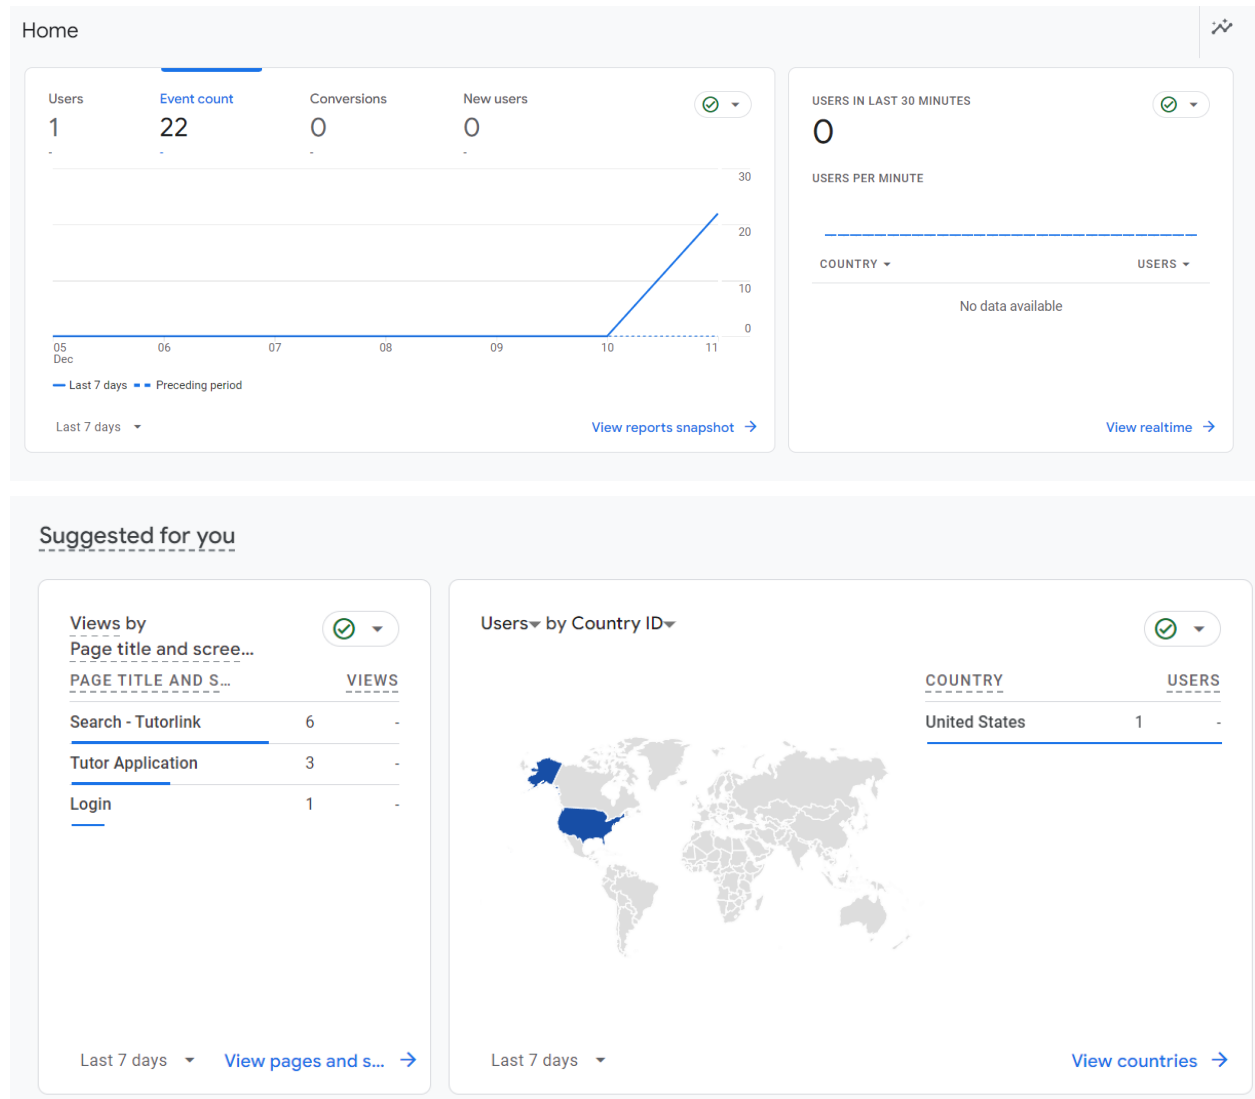 Home
Users Event count Conversions New users
1 22 0 0
- - - -
30
20
10
0
05 06 07 08 09 10 11
Dec
Last 7 days Preceding period
Last 7 days View reports snapshot
USERS IN LAST 30 MINUTES
0
USERS PER MINUTE
COUNTRY USERS
No data available
View realtime
Suggested for you
Views by
Page title and scree...
PAGE TITLE AND S... VIEWS
Search - Tutorlink 6 -
Tutor Application 3 -
Login 1 -
Last 7 days View pages and s...
Users by Country ID
COUNTRY USERS
United States 1 -
Last 7 days View countries